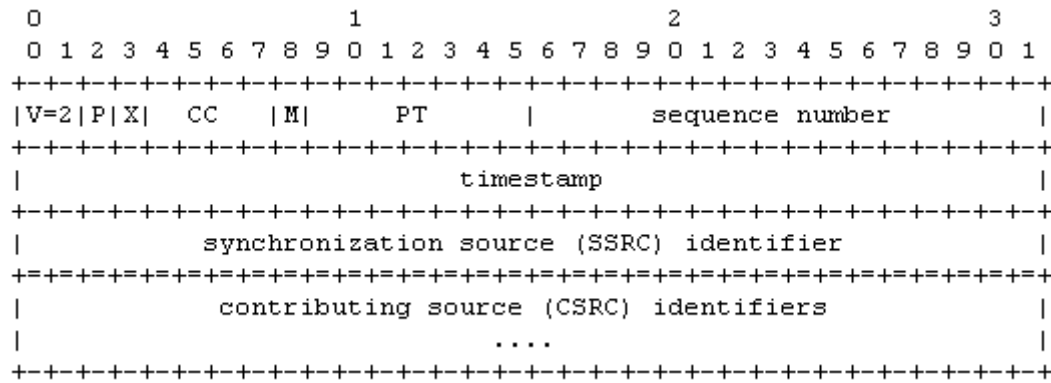 0                   1                   2                   3
0 1 2 3 4 5 6 7 8 9 0 1 2 3 4 5 6 7 8 9 0 1 2 3 4 5 6 7 8 9 0 1
+-+-+-+-+-+-+-+-+-+-+-+-+-+-+-+-+-+-+-+-+-+-+-+-+-+-+-+-+-+-+-+-+
|V=2|P|X|  CC   |M|     PT      |       sequence number         |
+-+-+-+-+-+-+-+-+-+-+-+-+-+-+-+-+-+-+-+-+-+-+-+-+-+-+-+-+-+-+-+-+
|                           timestamp                           |
+-+-+-+-+-+-+-+-+-+-+-+-+-+-+-+-+-+-+-+-+-+-+-+-+-+-+-+-+-+-+-+-+
|           synchronization source (SSRC) identifier            |
+=+=+=+=+=+=+=+=+=+=+=+=+=+=+=+=+=+=+=+=+=+=+=+=+=+=+=+=+=+=+=+=+
|            contributing source (CSRC) identifiers             |
|                             ....                              |
+-+-+-+-+-+-+-+-+-+-+-+-+-+-+-+-+-+-+-+-+-+-+-+-+-+-+-+-+-+-+-+-+